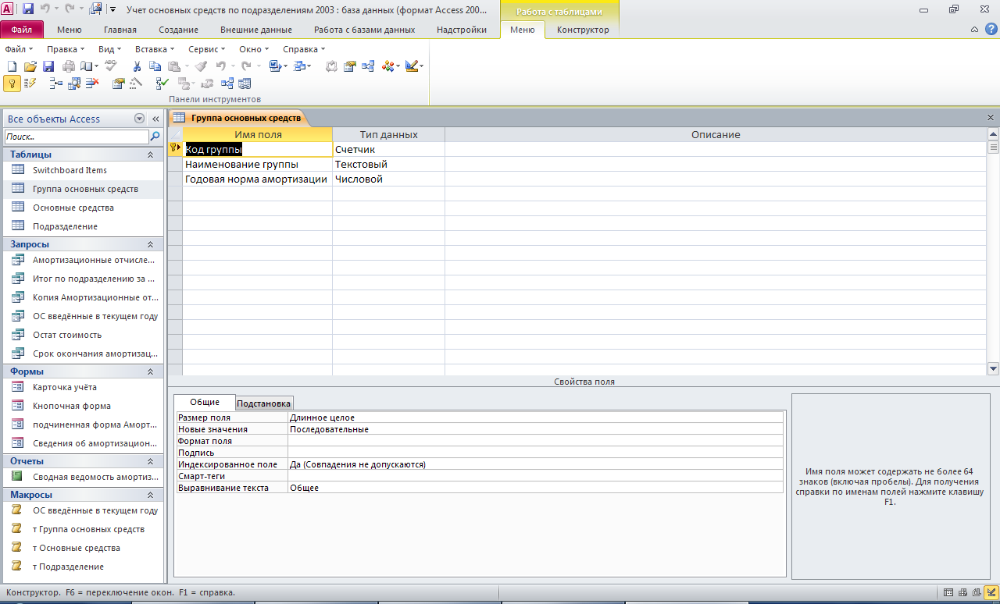 Учет основных средств по подразделениям 2003 : база данных (формат Access 200...
Работа с таблицами
Файл Меню Главная Создание Внешние данные Работа с базами данных Надстройки Меню Конструктор
Файл Правка Вид Вставка Сервис Окно Справка
Панели инструментов
Все объекты Access
Поиск...
Таблицы
Switchboard Items
Группа основных средств
Основные средства
Подразделение
Запросы
Амортизационные отчисле...
Итог по подразделению за ...
Копия Амортизационные от...
ОС введённые в текущем году
Остат стоимость
Срок окончания амортизац...
Формы
Карточка учёта
Кнопочная форма
подчиненная форма Аморт...
Сведения об амортизацион...
Отчеты
Сводная ведомость амортиз...
Макросы
ОС введённые в текущем году
т Группа основных средств
т Основные средства
т Подразделение
Группа основных средств
Имя поля Тип данных Описание
Код группы Счетчик
Наименование группы Текстовый
Годовая норма амортизации Числовой
Свойства поля
Общие Подстановка
Размер поля Длинное целое
Новые значения Последовательные
Формат поля
Подпись
Индексированное поле Да (Совпадения не допускаются)
Смарт-теги
Выравнивание текста Общее
Имя поля может содержать не более 64
знаков (включая пробелы). Для получения
справки по именам полей нажмите клавишу
F1.
Конструктор. F6 = переключение окон. F1 = справка.